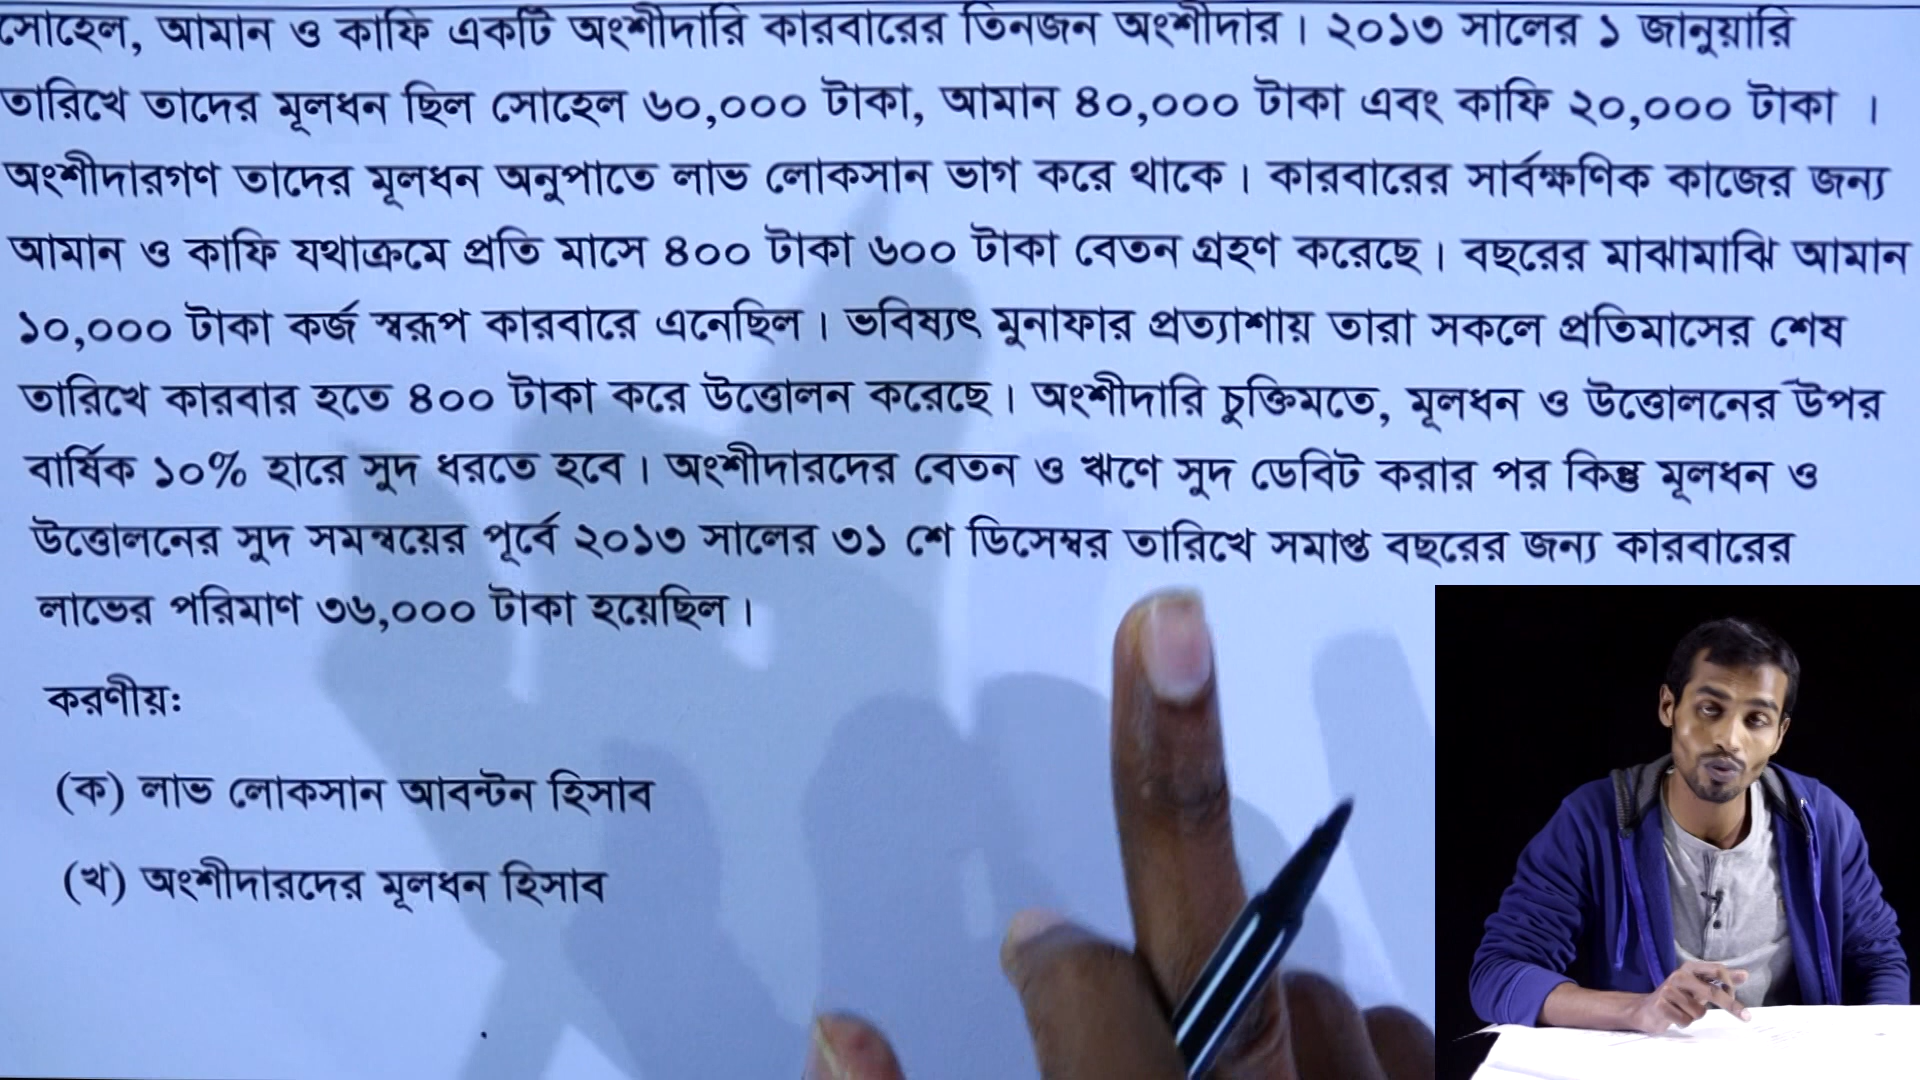 সোহেল, আমান ও কাফি একটি অংশীদারি কারবারের তিনজন অংশীদার। ২০১৩ সালের ১ জানুয়ারি
তারিখে তাদের মূলধন ছিল সোহেল ৬০,০০০ টাকা, আমান ৪০,০০০ টাকা এবং কাফি ২০,০০০ টাকা ।
অংশীদারগণ তাদের মূলধন অনুপাতে লাভ লোকসান ভাগ করে থাকে। কারবারের সার্বক্ষণিক কাজের জন্য
আমান ও কাফি যথাক্রমে প্রতি মাসে ৪০০ টাকা ৬০০ টাকা বেতন গ্রহণ করেছে। বছরের মাঝামাঝি আমান
১০,০০০ টাকা কর্জ স্বরূপ কারবারে এনেছিল। ভবিষ্যৎ মুনাফার প্রত্যাশায় তারা সকলে প্রতিমাসের শেষ
তারিখে কারবার হতে ৪০০ টাকা করে উত্তোলন করেছে। অংশীদারি চুক্তিমতে, মূলধন ও উত্তোলনের উপর
বার্ষিক ১০% হারে সুদ ধরতে হবে। অংশীদারদের বেতন ও ঋণে সুদ ডেবিট করার পর কিন্তু মূলধন ও
উত্তোলনের সুদ সমন্বয়ের পূর্বে ২০১৩ সালের ৩১ শে ডিসেম্বর তারিখে সমাপ্ত বছরের জন্য কারবারের
লাভের পরিমাণ ৩৬,০০০ টাকা হয়েছিল।
করণীয়ঃ
(ক) লাভ লোকসান আবন্টন হিসাব
(খ) অংশীদারদের মূলধন হিসাব